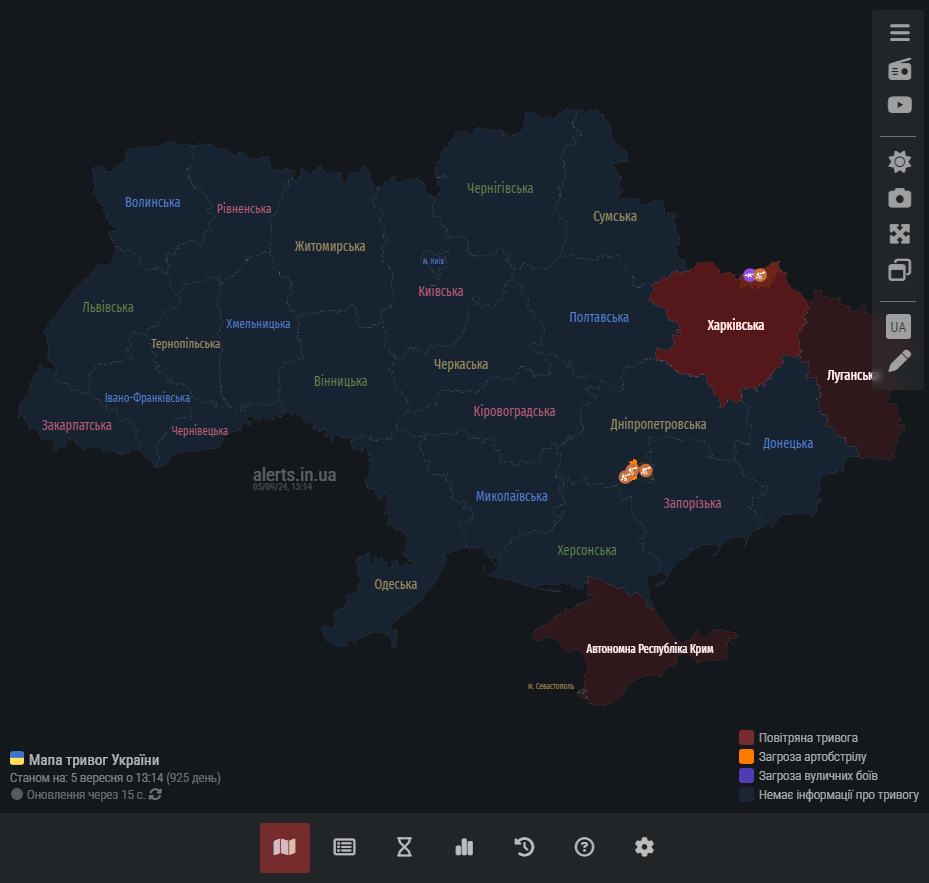 UA
Чернігівська
Волинська
Рівненська
Сумська
Житомирська
м. Київ
Київська
Львівська
Хмельницька
Полтавська
Харківська
Тернопільська
Черкаська
Вінницька
Луганськ
Івано-Франківська
Кіровоградська
Закарпатська
Чернівецька
Дніпропетровська
Донецька
alerts.in.ua
05/09/24, 13:14
Миколаївська
Запорізька
Херсонська
Одеська
Автономна Республіка Крим
м. Севастополь
Мапа тривог України
Станом на: 5 вересня о 13:14 (925 день)
Оновлення через 15 с.
Повітряна тривога
Загроза артобстрілу
Загроза вуличних боїв
Немає інформації про тривогу